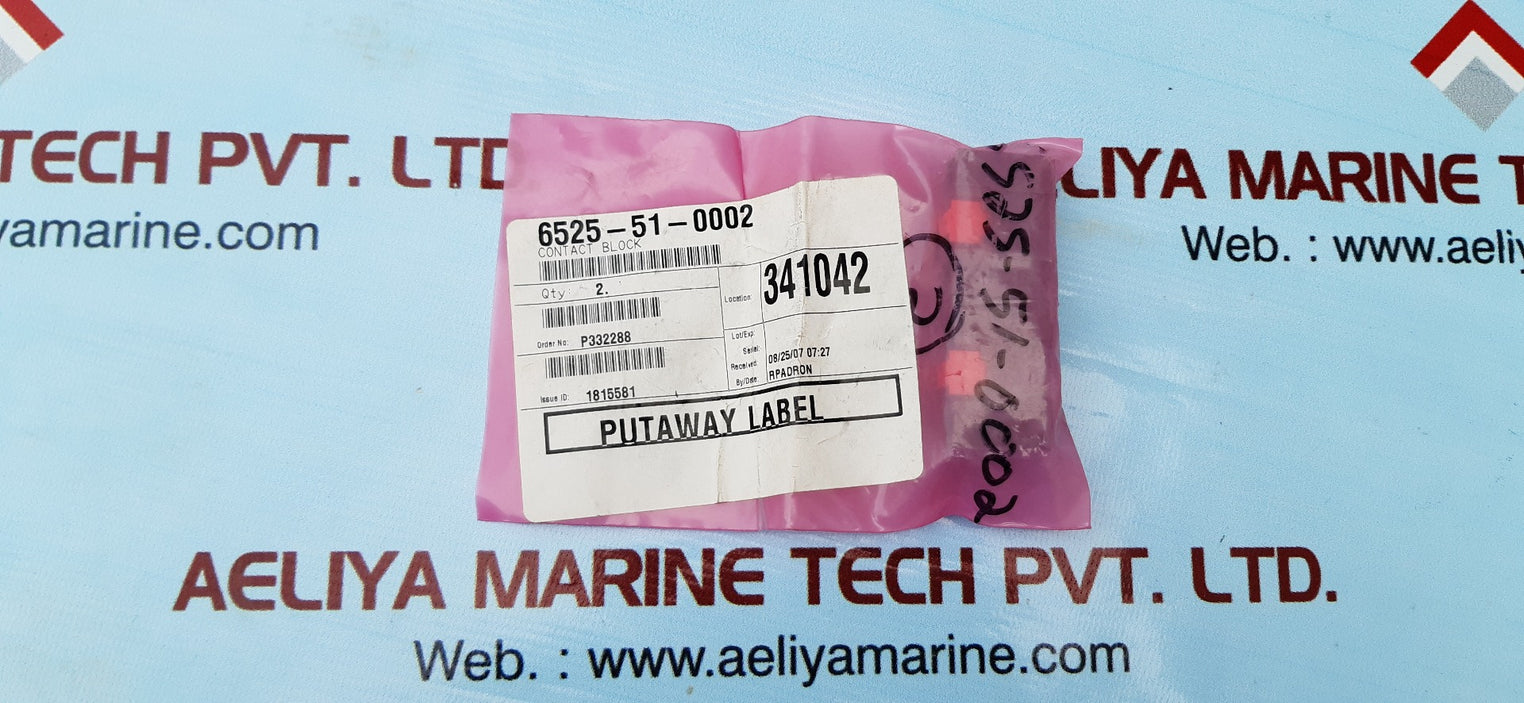 TECH PVT. LTD
yamarine.com
ELIYA MARINE T
Web. : www.aeliy
6525-51-0002
CONTACT BLOCK
Qty: 2.
Location: 341042
Order No: P332288
Lot/Exp:
Serial:
Received: 08/25/07 07:27
By/Date: RPADRON
Issue ID: 1815581
PUTAWAY LABEL
2
6525-51-0002
AELIYA MARINE TECH PVT. LTD.
Web. : www.aeliyamarine.com